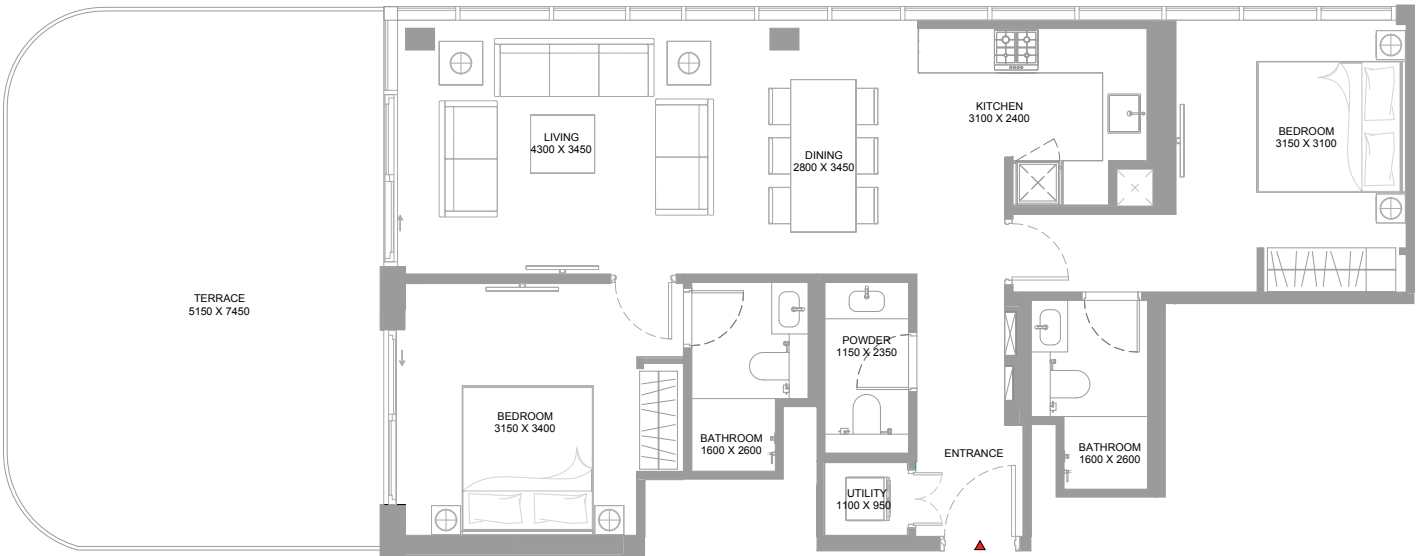 KITCHEN
3100 X 2400
LIVING
4300 X 3450
DINING
2800 X 3450
BEDROOM
3150 X 3100
TERRACE
5150 X 7450
POWDER
1150 X 2350
BEDROOM
3150 X 3400
BATHROOM
1600 X 2600
ENTRANCE
BATHROOM
1600 X 2600
UTILITY
1100 X 950